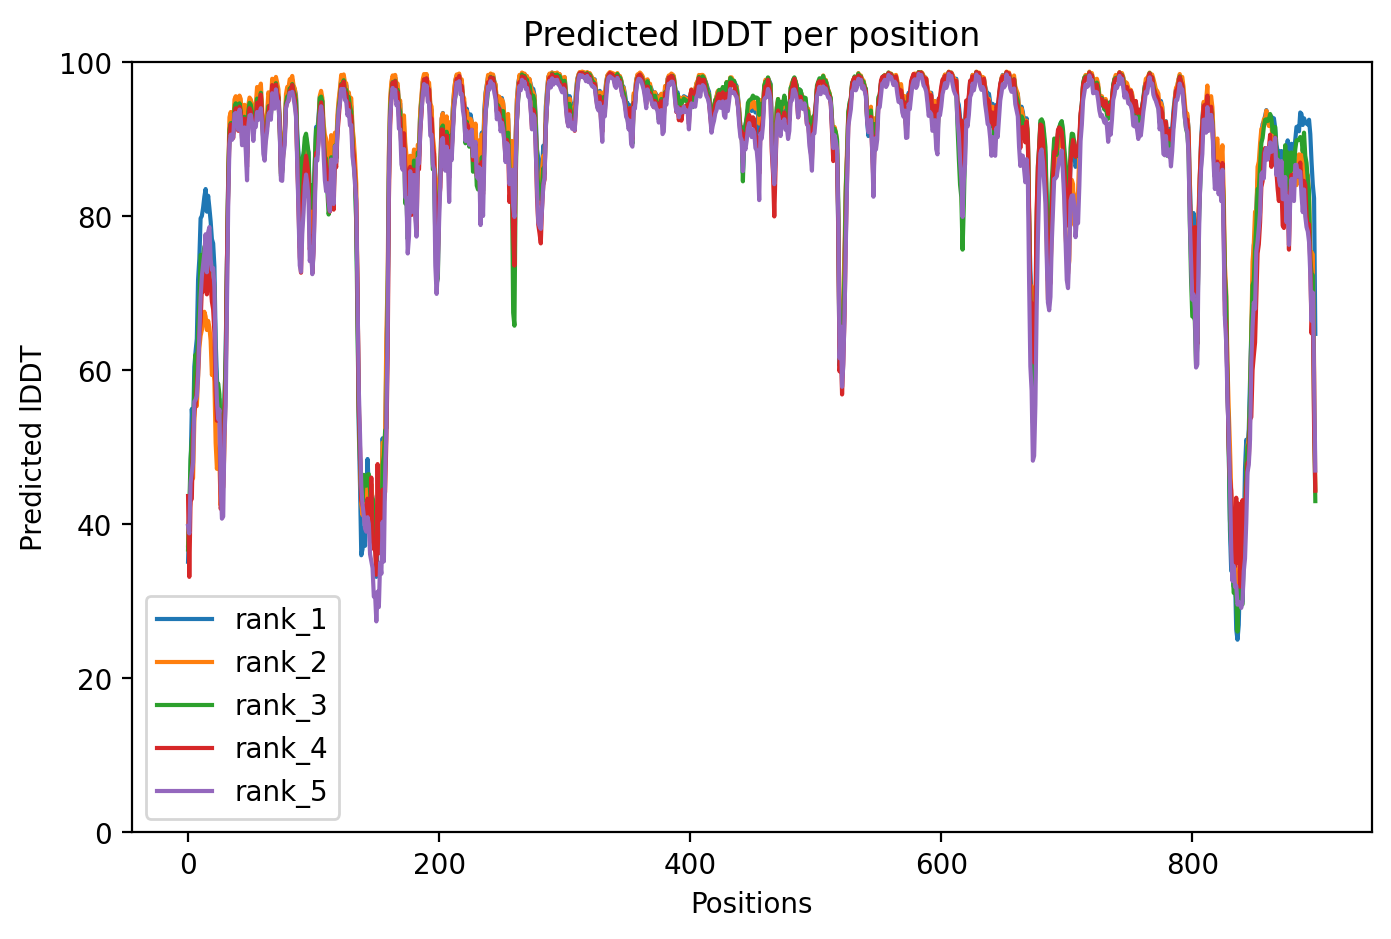 Predicted lDDT per position
100
80
60
40
20
0
Predicted lDDT
rank_1
rank_2
rank_3
rank_4
rank_5
0 200 400 600 800
Positions